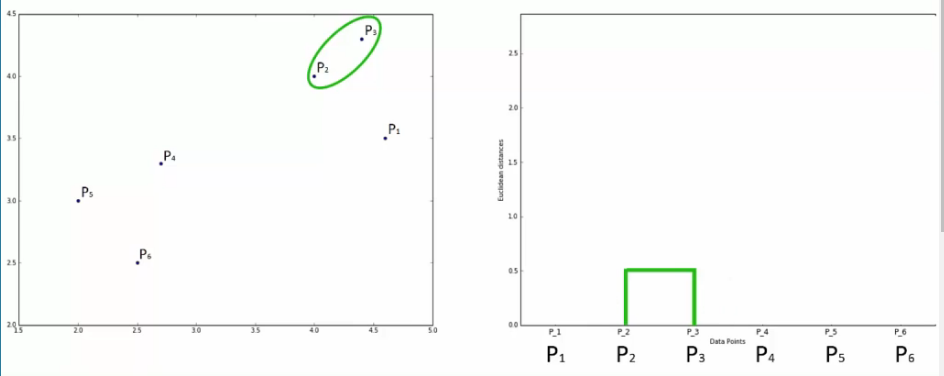 4.5
4.0
3.5
3.0
2.5
2.0
1.5 2.0 2.5 3.0 3.5 4.0 4.5 5.0
P₃
P₂
P₁
P₄
P₅
P₆
Euclidean distances
2.5
2.0
1.5
1.0
0.5
0.0
P_1 P_2 P_3 P_4 P_5 P_6
Data Points
P₁ P₂ P₃ P₄ P₅ P₆